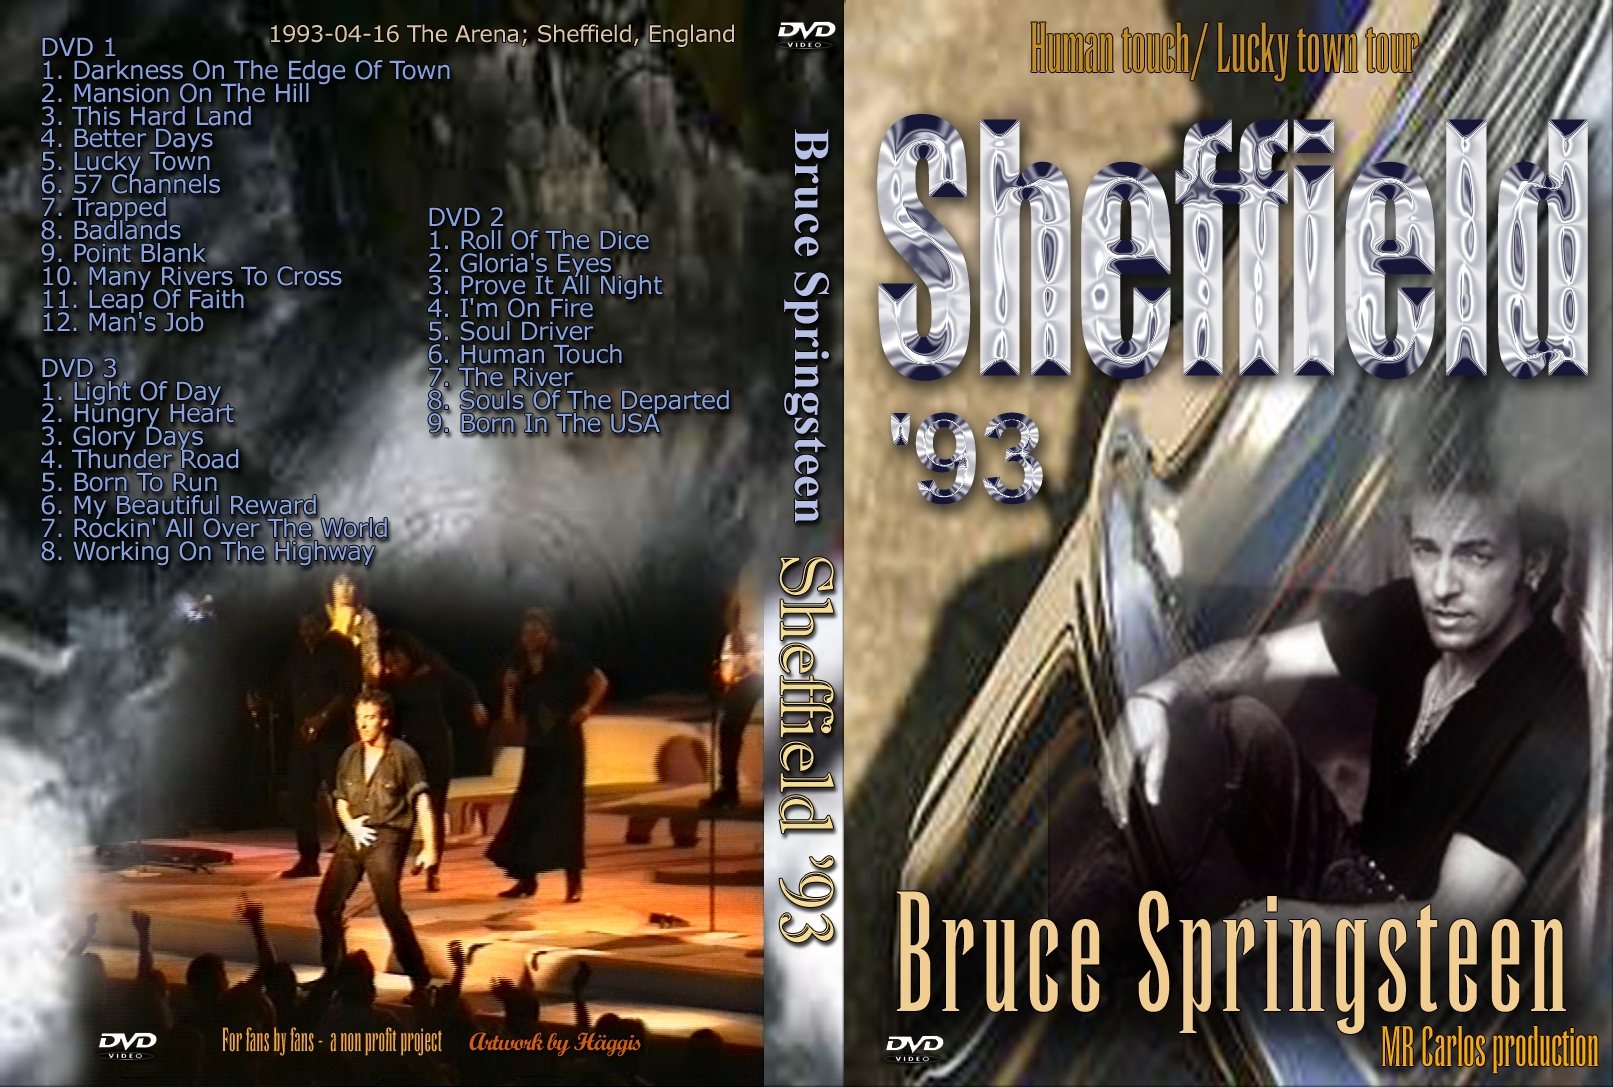 1993-04-16 The Arena; Sheffield, England
DVD 1
1. Darkness On The Edge Of Town
2. Mansion On The Hill
3. This Hard Land
4. Better Days
5. Lucky Town
6. 57 Channels
7. Trapped
8. Badlands
9. Point Blank
10. Many Rivers To Cross
11. Leap Of Faith
12. Man's Job
DVD 2
1. Roll Of The Dice
2. Gloria's Eyes
3. Prove It All Night
4. I'm On Fire
5. Soul Driver
6. Human Touch
7. The River
8. Souls Of The Departed
9. Born In The USA
DVD 3
1. Light Of Day
2. Hungry Heart
3. Glory Days
4. Thunder Road
5. Born To Run
6. My Beautiful Reward
7. Rockin' All Over The World
8. Working On The Highway
DVD
VIDEO
For fans by fans - a non profit project
Artwork by Häggis
DVD
VIDEO
Bruce Springsteen
Sheffield '93
Human touch/ Lucky town tour
Sheffield
'93
Bruce Springsteen
DVD
VIDEO
MR Carlos production